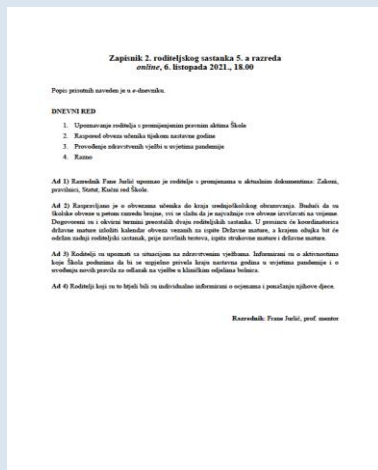 Zapisnik 2. roditeljskog sastanka 5. a razreda
online, 6. listopada 2021., 18.00
Popis prisutnih naveden je u e-dnevniku.
DNEVNI RED
1. Upoznavanje roditelja s promijenjenim pravnim aktima Škole
2. Raspored obveza učenika tijekom nastavne godine
3. Provođenje zdravstvenih vježbi u uvjetima pandemije
4. Razno
Ad 1) Razrednik Frane Jurlić upoznao je roditelje s promjenama u aktualnim dokumentima: Zakoni,
pravilnici, Statut, Kućni red Škole.
Ad 2) Raspravljano je o obvezama učenika do kraja srednjoškolskog obrazovanja. Budući da su
školske obveze u petom razredu brojne, svi se slažu da je najvažnije sve obveze izvršavati na vrijeme.
Dogovoreni su i okvirni termini preostalih dvaju roditeljskih sastanaka. U prosincu će koordinatorica
državne mature izložiti kalendar obveza vezanih za ispite Državne mature, a krajem ožujka bit će
održan zadnji roditeljski sastanak, prije završnih testova, ispita strukovne mature i državne mature.
Ad 3) Roditelji su upoznati sa situacijom na zdravstvenim vježbama. Informirani su o aktivnostima
koje Škola poduzima da bi se uspješno privela kraju nastavna godina u uvjetima pandemije i o
uvođenju novih pravila za odlazak na vježbe u kliničkim odjelima bolnica.
Ad 4) Roditelji koji su to htjeli bili su individualno informirani o ocjenama i ponašanju njihove djece.
Razrednik: Frane Jurlić, prof. mentor